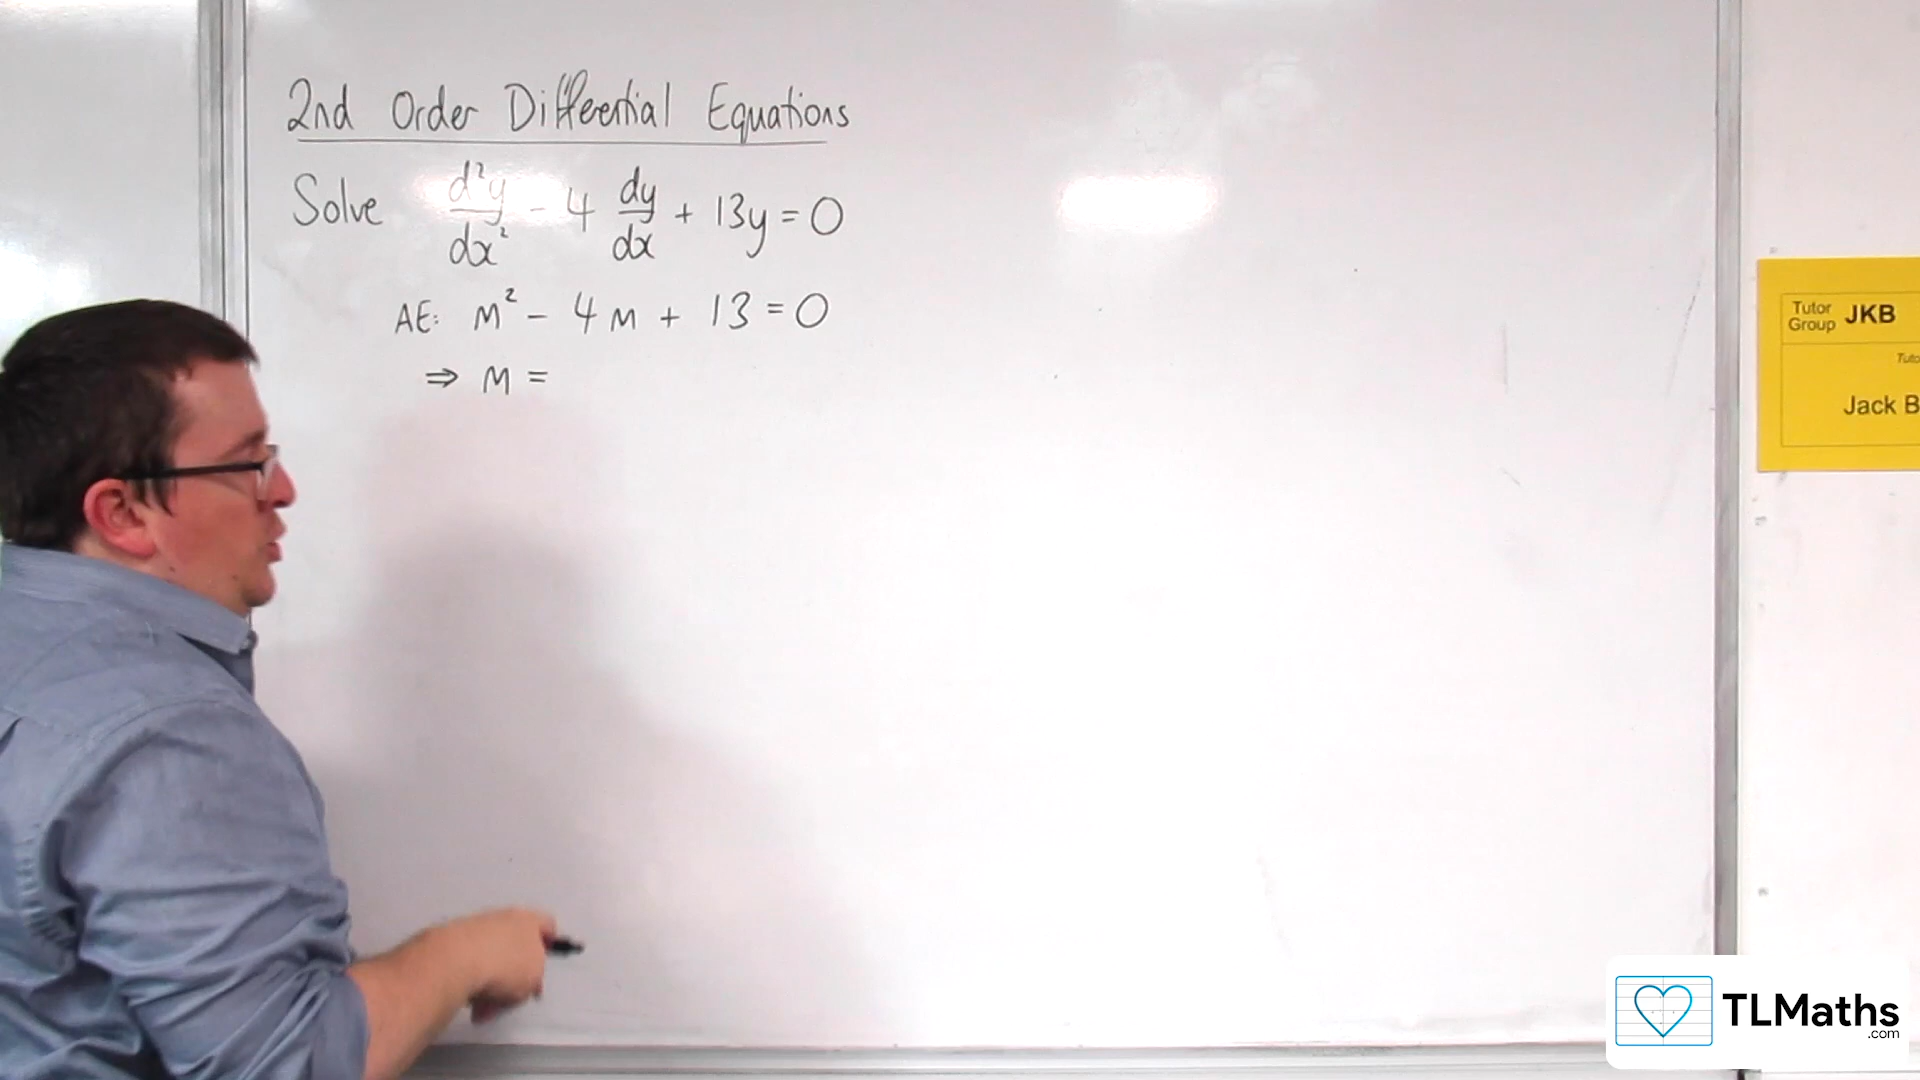 2nd Order Differential Equations
Solve d²y/dx² - 4 dy/dx + 13y = 0
AE: m² - 4m + 13 = 0
⇒ m =
Tutor Group JKB
Jack B
TLMaths
.com